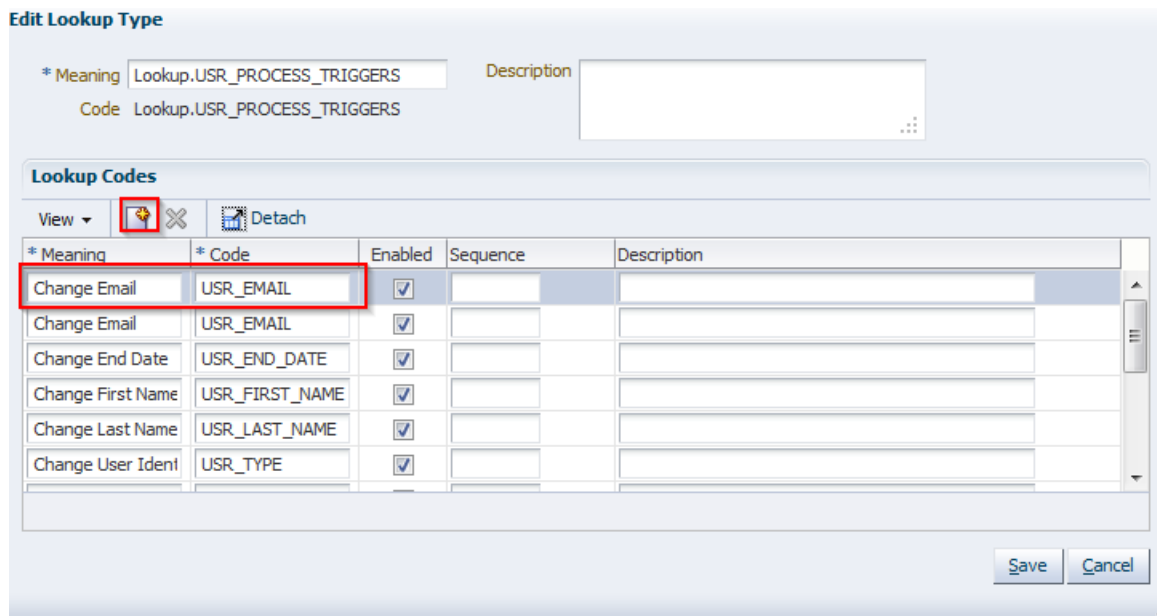 Edit Lookup Type
* Meaning Lookup.USR_PROCESS_TRIGGERS Description
Code Lookup.USR_PROCESS_TRIGGERS
Lookup Codes
View Detach
* Meaning * Code Enabled Sequence Description
Change Email USR_EMAIL
Change Email USR_EMAIL
Change End Date USR_END_DATE
Change First Name USR_FIRST_NAME
Change Last Name USR_LAST_NAME
Change User Ident USR_TYPE
Save Cancel